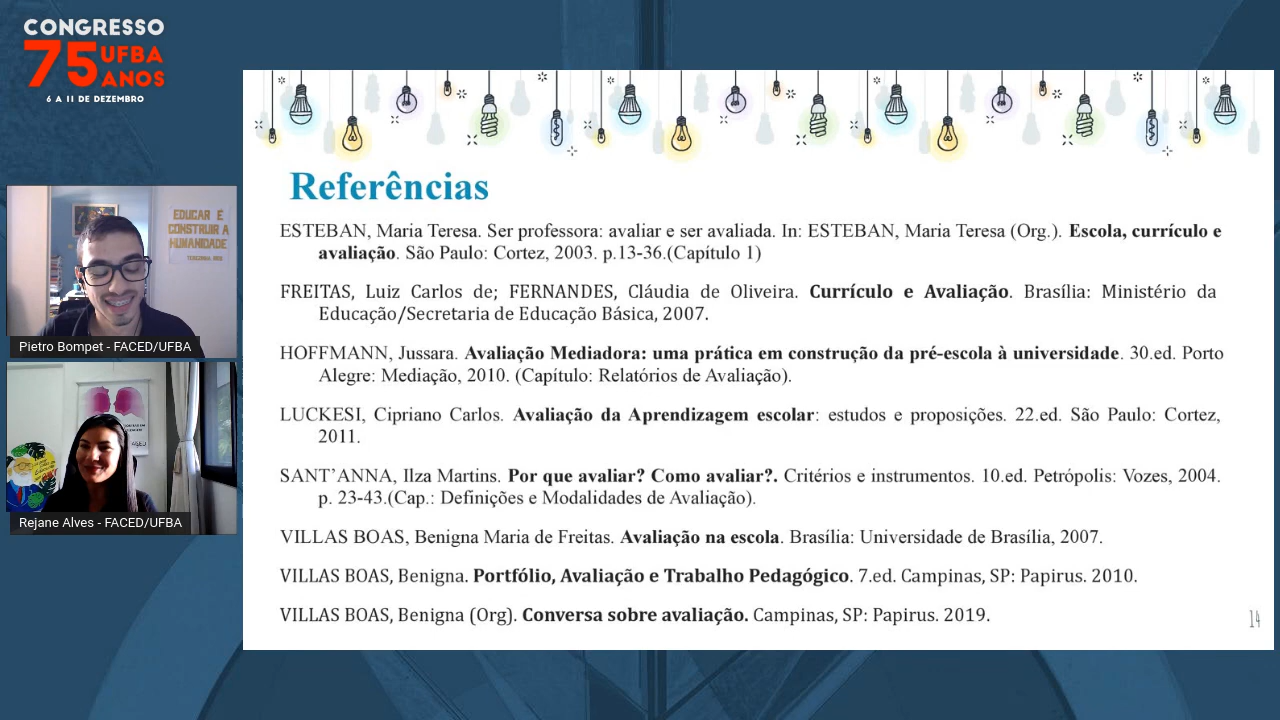 CONGRESSO
75 UFBA
ANOS
6 A 11 DE DEZEMBRO
EDUCAR É
CONSTRUIR A
HUMANIDADE
Pietro Bompet - FACED/UFBA
Rejane Alves - FACED/UFBA
Referências
ESTEBAN, Maria Teresa. Ser professora: avaliar e ser avaliada. In: ESTEBAN, Maria Teresa (Org.). Escola, currículo e
avaliação. São Paulo: Cortez, 2003. p.13-36.(Capítulo 1)
FREITAS, Luiz Carlos de; FERNANDES, Cláudia de Oliveira. Currículo e Avaliação. Brasília: Ministério da
Educação/Secretaria de Educação Básica, 2007.
HOFFMANN, Jussara. Avaliação Mediadora: uma prática em construção da pré-escola à universidade. 30.ed. Porto
Alegre: Mediação, 2010. (Capítulo: Relatórios de Avaliação).
LUCKESI, Cipriano Carlos. Avaliação da Aprendizagem escolar: estudos e proposições. 22.ed. São Paulo: Cortez,
2011.
SANT’ANNA, Ilza Martins. Por que avaliar? Como avaliar?. Critérios e instrumentos. 10.ed. Petrópolis: Vozes, 2004.
p. 23-43.(Cap.: Definições e Modalidades de Avaliação).
VILLAS BOAS, Benigna Maria de Freitas. Avaliação na escola. Brasília: Universidade de Brasília, 2007.
VILLAS BOAS, Benigna. Portfólio, Avaliação e Trabalho Pedagógico. 7.ed. Campinas, SP: Papirus. 2010.
VILLAS BOAS, Benigna (Org). Conversa sobre avaliação. Campinas, SP: Papirus. 2019.
14